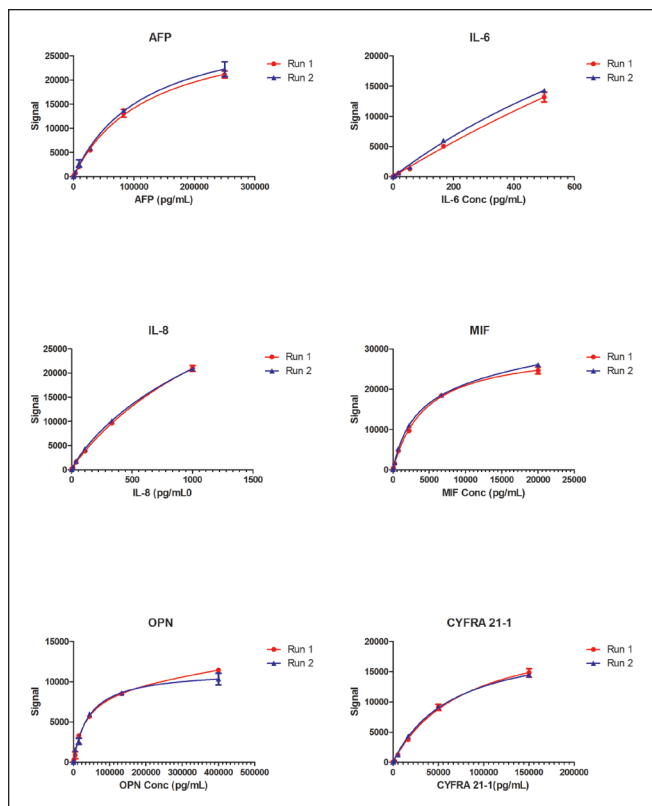 AFP
25000
20000
15000
10000
5000
0
Signal
0 100000 200000 300000
AFP (pg/mL)
Run 1
Run 2
IL-6
20000
15000
10000
5000
0
Signal
0 200 400 600
IL-6 Conc (pg/mL)
Run 1
Run 2
IL-8
25000
20000
15000
10000
5000
0
Signal
0 500 1000 1500
IL-8 (pg/mL0
Run 1
Run 2
MIF
30000
20000
10000
0
Signal
0 5000 10000 15000 20000 25000
MIF Conc (pg/mL)
Run 1
Run 2
OPN
15000
10000
5000
0
Signal
0 100000 200000 300000 400000 500000
OPN Conc (pg/mL)
Run 1
Run 2
CYFRA 21-1
20000
15000
10000
5000
0
Signal
0 50000 100000 150000 200000
CYFRA 21-1(pg/mL)
Run 1
Run 2